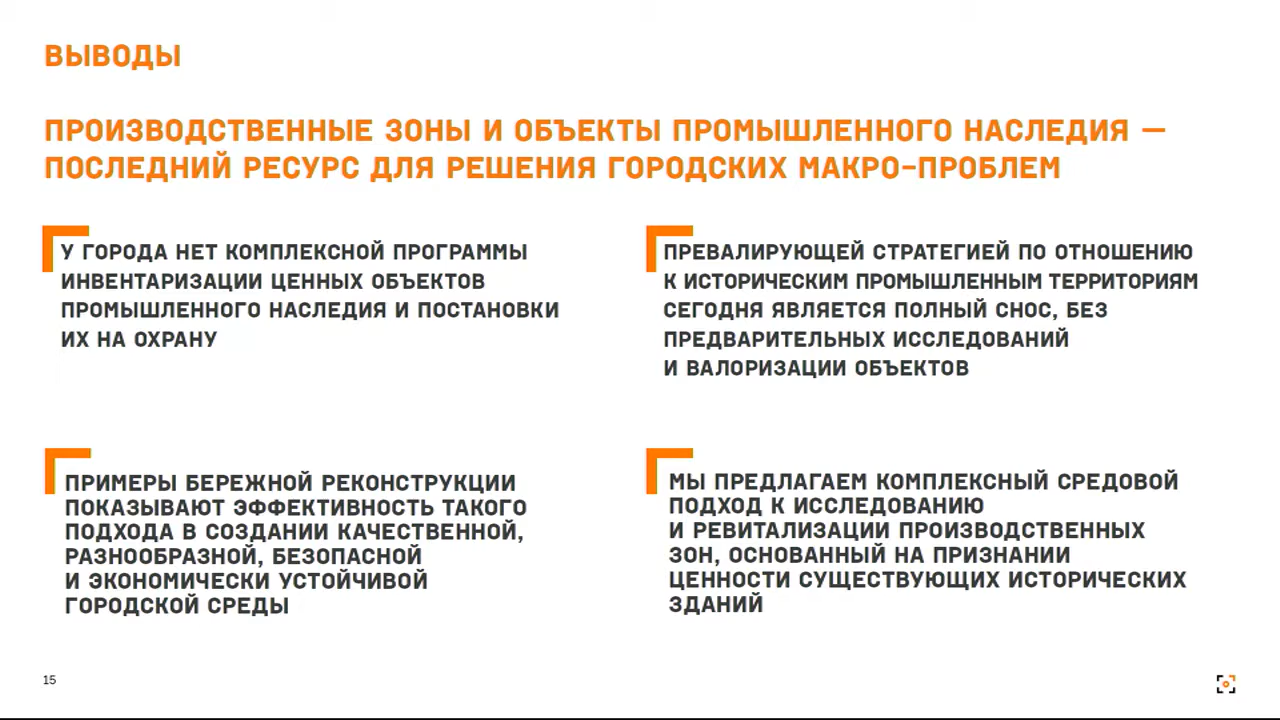 ВЫВОДЫ
ПРОИЗВОДСТВЕННЫЕ ЗОНЫ И ОБЪЕКТЫ ПРОМЫШЛЕННОГО НАСЛЕДИЯ —
ПОСЛЕДНИЙ РЕСУРС ДЛЯ РЕШЕНИЯ ГОРОДСКИХ МАКРО-ПРОБЛЕМ
У ГОРОДА НЕТ КОМПЛЕКСНОЙ ПРОГРАММЫ
ИНВЕНТАРИЗАЦИИ ЦЕННЫХ ОБЪЕКТОВ
ПРОМЫШЛЕННОГО НАСЛЕДИЯ И ПОСТАНОВКИ
ИХ НА ОХРАНУ
ПРЕВАЛИРУЮЩЕЙ СТРАТЕГИЕЙ ПО ОТНОШЕНИЮ
К ИСТОРИЧЕСКИМ ПРОМЫШЛЕННЫМ ТЕРРИТОРИЯМ
СЕГОДНЯ ЯВЛЯЕТСЯ ПОЛНЫЙ СНОС, БЕЗ
ПРЕДВАРИТЕЛЬНЫХ ИССЛЕДОВАНИЙ
И ВАЛОРИЗАЦИИ ОБЪЕКТОВ
ПРИМЕРЫ БЕРЕЖНОЙ РЕКОНСТРУКЦИИ
ПОКАЗЫВАЮТ ЭФФЕКТИВНОСТЬ ТАКОГО
ПОДХОДА В СОЗДАНИИ КАЧЕСТВЕННОЙ,
РАЗНООБРАЗНОЙ, БЕЗОПАСНОЙ
И ЭКОНОМИЧЕСКИ УСТОЙЧИВОЙ
ГОРОДСКОЙ СРЕДЫ
МЫ ПРЕДЛАГАЕМ КОМПЛЕКСНЫЙ СРЕДОВОЙ
ПОДХОД К ИССЛЕДОВАНИЮ
И РЕВИТАЛИЗАЦИИ ПРОИЗВОДСТВЕННЫХ
ЗОН, ОСНОВАННЫЙ НА ПРИЗНАНИИ
ЦЕННОСТИ СУЩЕСТВУЮЩИХ ИСТОРИЧЕСКИХ
ЗДАНИЙ
15